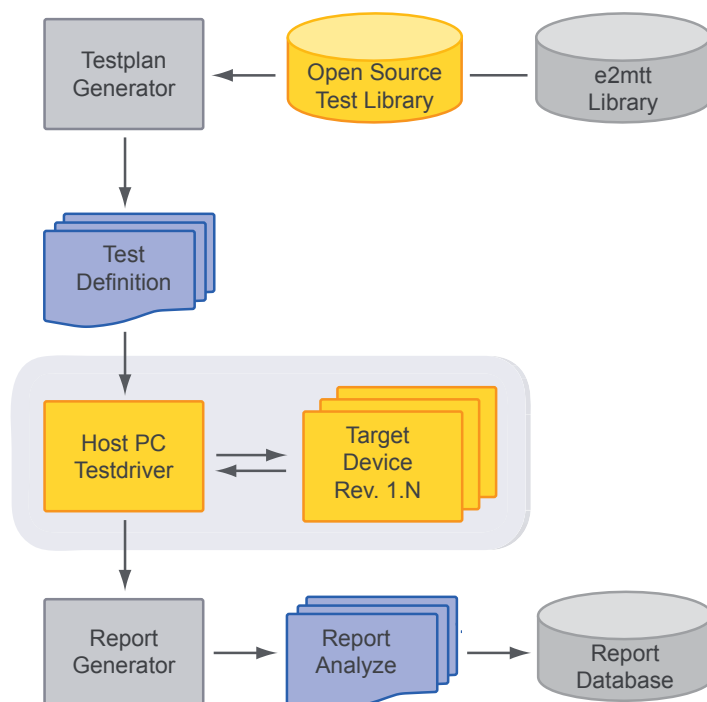 Testplan
Generator
Open Source
Test Library
e2mtt
Library
Test
Definition
Host PC
Testdriver
Target
Device
Rev. 1.N
Report
Generator
Report
Analyze
Report
Database